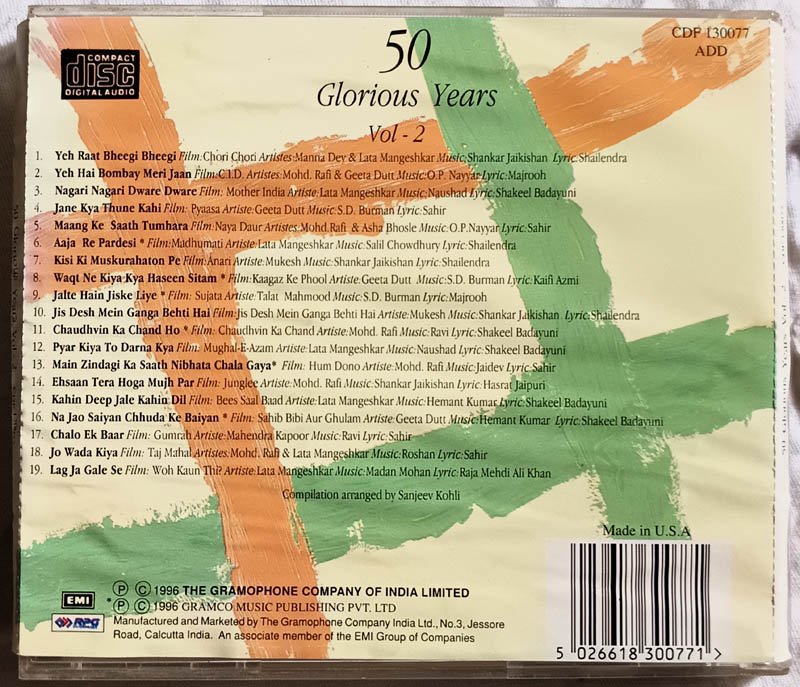 COMPACT
disc
DIGITAL AUDIO
CDF 130077
ADD
50
Glorious Years
Vol - 2
1. Yeh Raat Bheegi Bheegi Film: Chori Chori Artistes: Manna Dey & Lata Mangeshkar Music: Shankar Jaikishan Lyric: Shailendra
2. Yeh Hai Bombay Meri Jaan Film: C.I.D. Artistes: Mohd. Rafi & Geeta Dutt Music: O.P. Nayyar Lyric: Majrooh
3. Nagari Nagari Dware Dware Film: Mother India Artiste: Lata Mangeshkar Music: Naushad Lyric: Shakeel Badayuni
4. Jane Kya Thune Kahi Film: Pyaasa Artiste: Geeta Dutt Music: S.D. Burman Lyric: Sahir
5. Maang Ke Saath Tumhara Film: Naya Daur Artistes: Mohd.Rafi & Asha Bhosle Music: O.P.Nayyar Lyric: Sahir
6. Aaja Re Pardesi * Film: Madhumati Artiste: Lata Mangeshkar Music: Salil Chowdhury Lyric: Shailendra
7. Kisi Ki Muskurahaton Pe Film: Anari Artiste: Mukesh Music: Shankar Jaikishan Lyric: Shailendra
8. Waqt Ne Kiya Kya Haseen Sitam * Film: Kaagaz Ke Phool Artiste: Geeta Dutt Music: S.D. Burman Lyric: Kaifi Azmi
9. Jalte Hain Jiske Liye * Film: Sujata Artiste: Talat Mahmood Music: S.D. Burman Lyric: Majrooh
10. Jis Desh Mein Ganga Behti Hai Film: Jis Desh Mein Ganga Behti Hai Artiste: Mukesh Music: Shankar Jaikishan Lyric: Shailendra
11. Chaudhvin Ka Chand Ho * Film: Chaudhvin Ka Chand Artiste: Mohd. Rafi Music: Ravi Lyric: Shakeel Badayuni
12. Pyar Kiya To Darna Kya Film: Mughal-E-Azam Artiste: Lata Mangeshkar Music: Naushad Lyric: Shakeel Badayuni
13. Main Zindagi Ka Saath Nibhata Chala Gaya* Film: Hum Dono Artiste: Mohd. Rafi Music: Jaidev Lyric: Sahir
14. Ehsaan Tera Hoga Mujh Par Film: Junglee Artiste: Mohd. Rafi Music: Shankar Jaikishan Lyric: Hasrat Jaipuri
15. Kahin Deep Jale Kahin Dil Film: Bees Saal Baad Artiste: Lata Mangeshkar Music: Hemant Kumar Lyric: Shakeel Badayuni
16. Na Jao Saiyan Chhuda Ke Baiyan * Film: Sahib Bibi Aur Ghulam Artiste: Geeta Dutt Music: Hemant Kumar Lyric: Shakeel Badayuni
17. Chalo Ek Baar Film: Gumrah Artiste: Mahendra Kapoor Music: Ravi Lyric: Sahir
18. Jo Wada Kiya Film: Taj Mahal Artistes: Mohd. Rafi & Lata Mangeshkar Music: Roshan Lyric: Sahir
19. Lag Ja Gale Se Film: Woh Kaun Thi? Artiste: Lata Mangeshkar Music: Madan Mohan Lyric: Raja Mehdi Ali Khan
Compilation arranged by Sanjeev Kohli
Made in U.S.A
EMI
RPG
Ⓟ Ⓒ 1996 THE GRAMOPHONE COMPANY OF INDIA LIMITED
*Ⓟ Ⓒ 1996 GRAMCO MUSIC PUBLISHING PVT. LTD
Manufactured and Marketed by The Gramophone Company India Ltd., No.3, Jessore
Road, Calcutta India. An associate member of the EMI Group of Companies
5 026618 300771 >